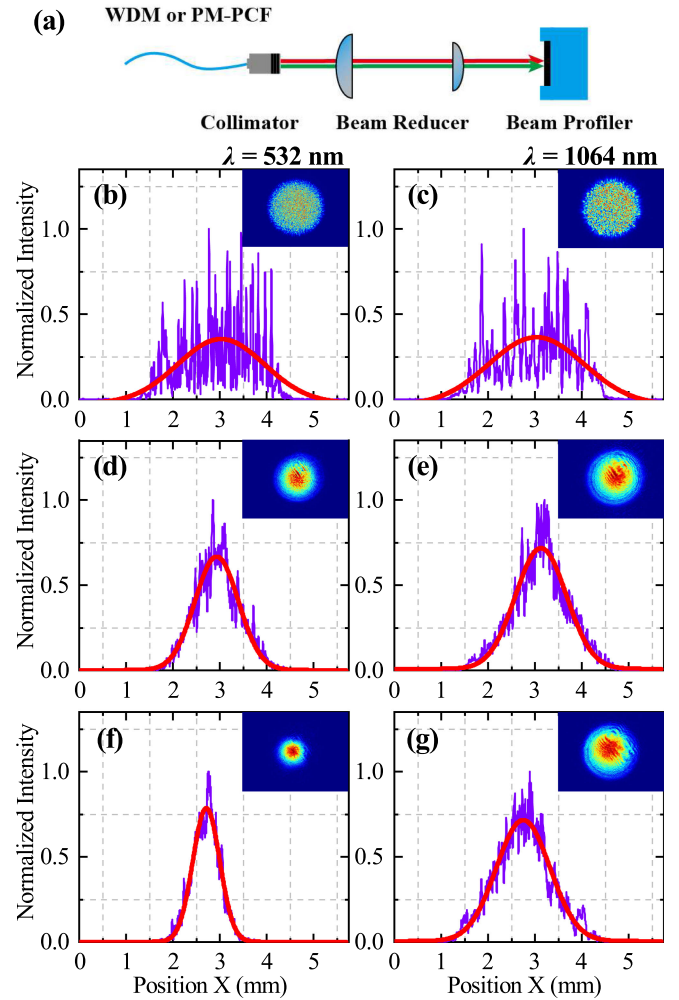 (a)
WDM or PM-PCF
Collimator Beam Reducer Beam Profiler
λ = 532 nm λ = 1064 nm
(b) (c)
Normalized Intensity
1.0 1.0
0.5 0.5
0.0 0.0
0 1 2 3 4 5 0 1 2 3 4 5
(d) (e)
Normalized Intensity
1.0 1.0
0.5 0.5
0.0 0.0
0 1 2 3 4 5 0 1 2 3 4 5
(f) (g)
Normalized Intensity
1.0 1.0
0.5 0.5
0.0 0.0
0 1 2 3 4 5 0 1 2 3 4 5
Position X (mm) Position X (mm)